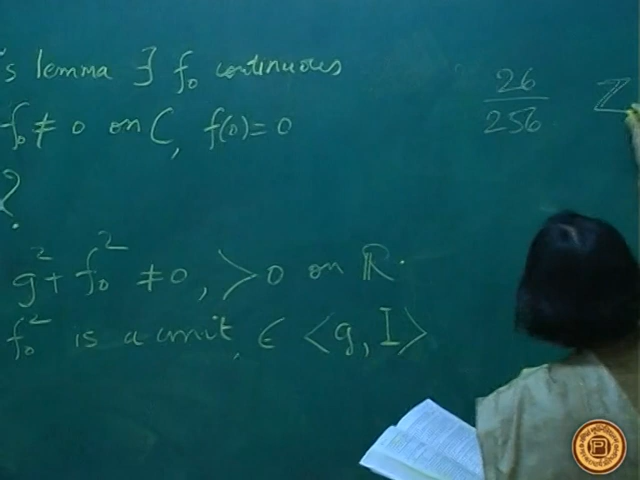 's lemma ∃ f₀ continuous
f₀ ≠ 0 on C, f(0) = 0
?
g² + f₀² ≠ 0, > 0 on ℝ.
f₀² is a unit, ∈ <g, I>
26
256
ℤ